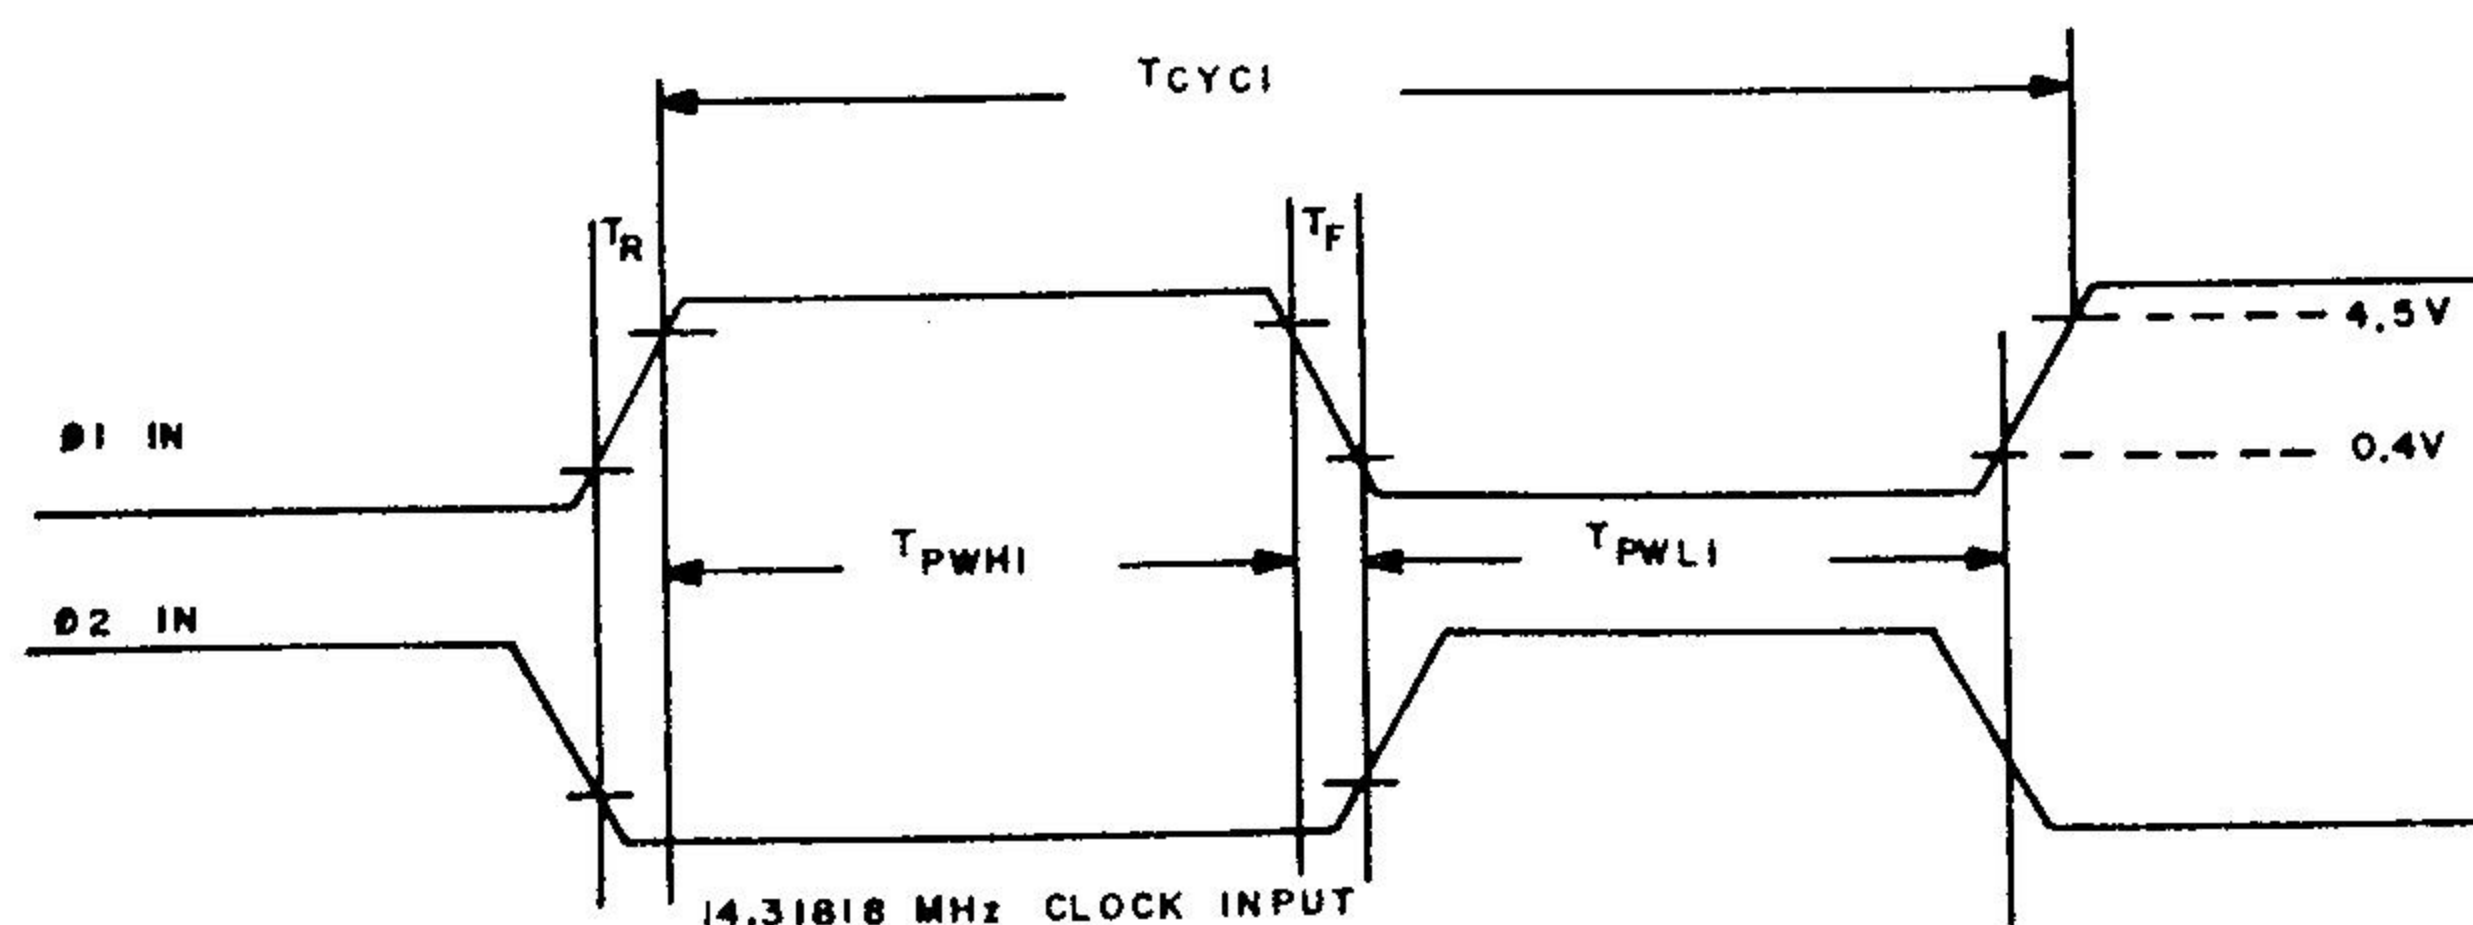 TCYC1
TR
TF
4.5V
Ø1 IN
0.4V
TPWH1
TPWL1
Ø2 IN
14.31818 MHz CLOCK INPUT